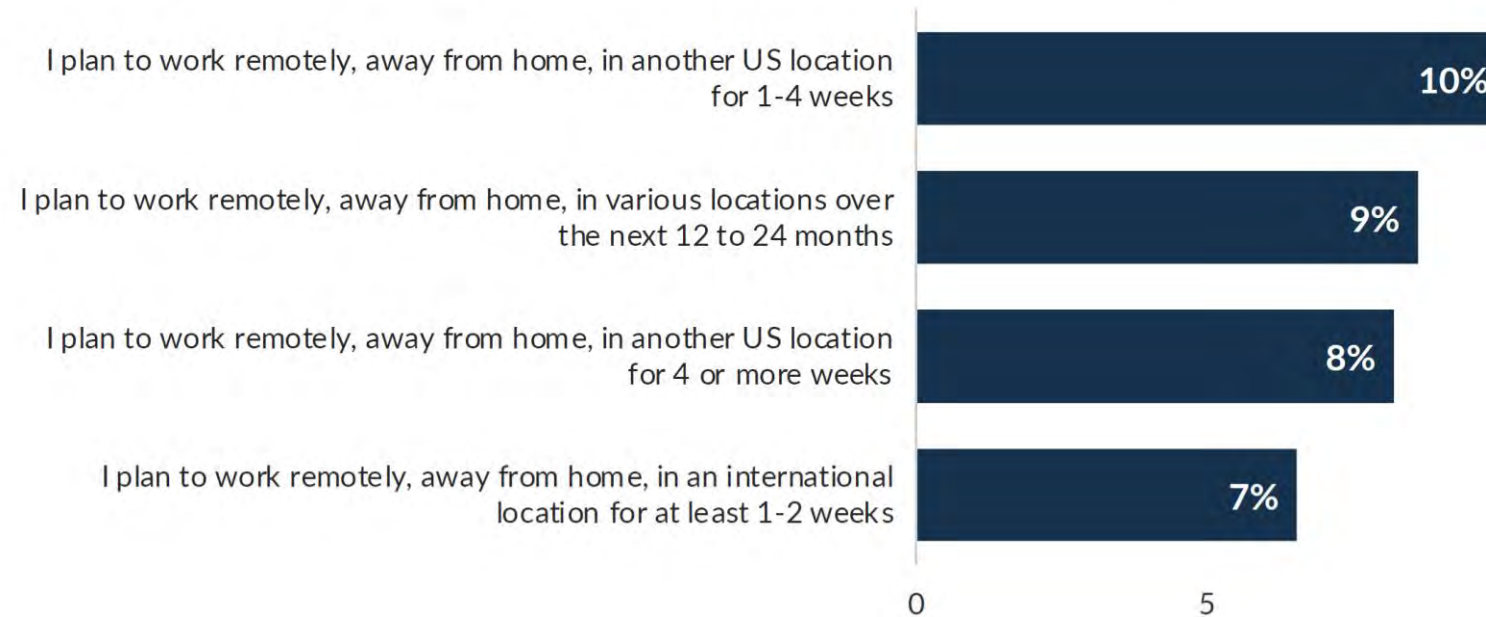 I plan to work remotely, away from home, in another US location
for 1-4 weeks
10%
I plan to work remotely, away from home, in various locations over
the next 12 to 24 months
9%
I plan to work remotely, away from home, in another US location
for 4 or more weeks
8%
I plan to work remotely, away from home, in an international
location for at least 1-2 weeks
7%
0 5